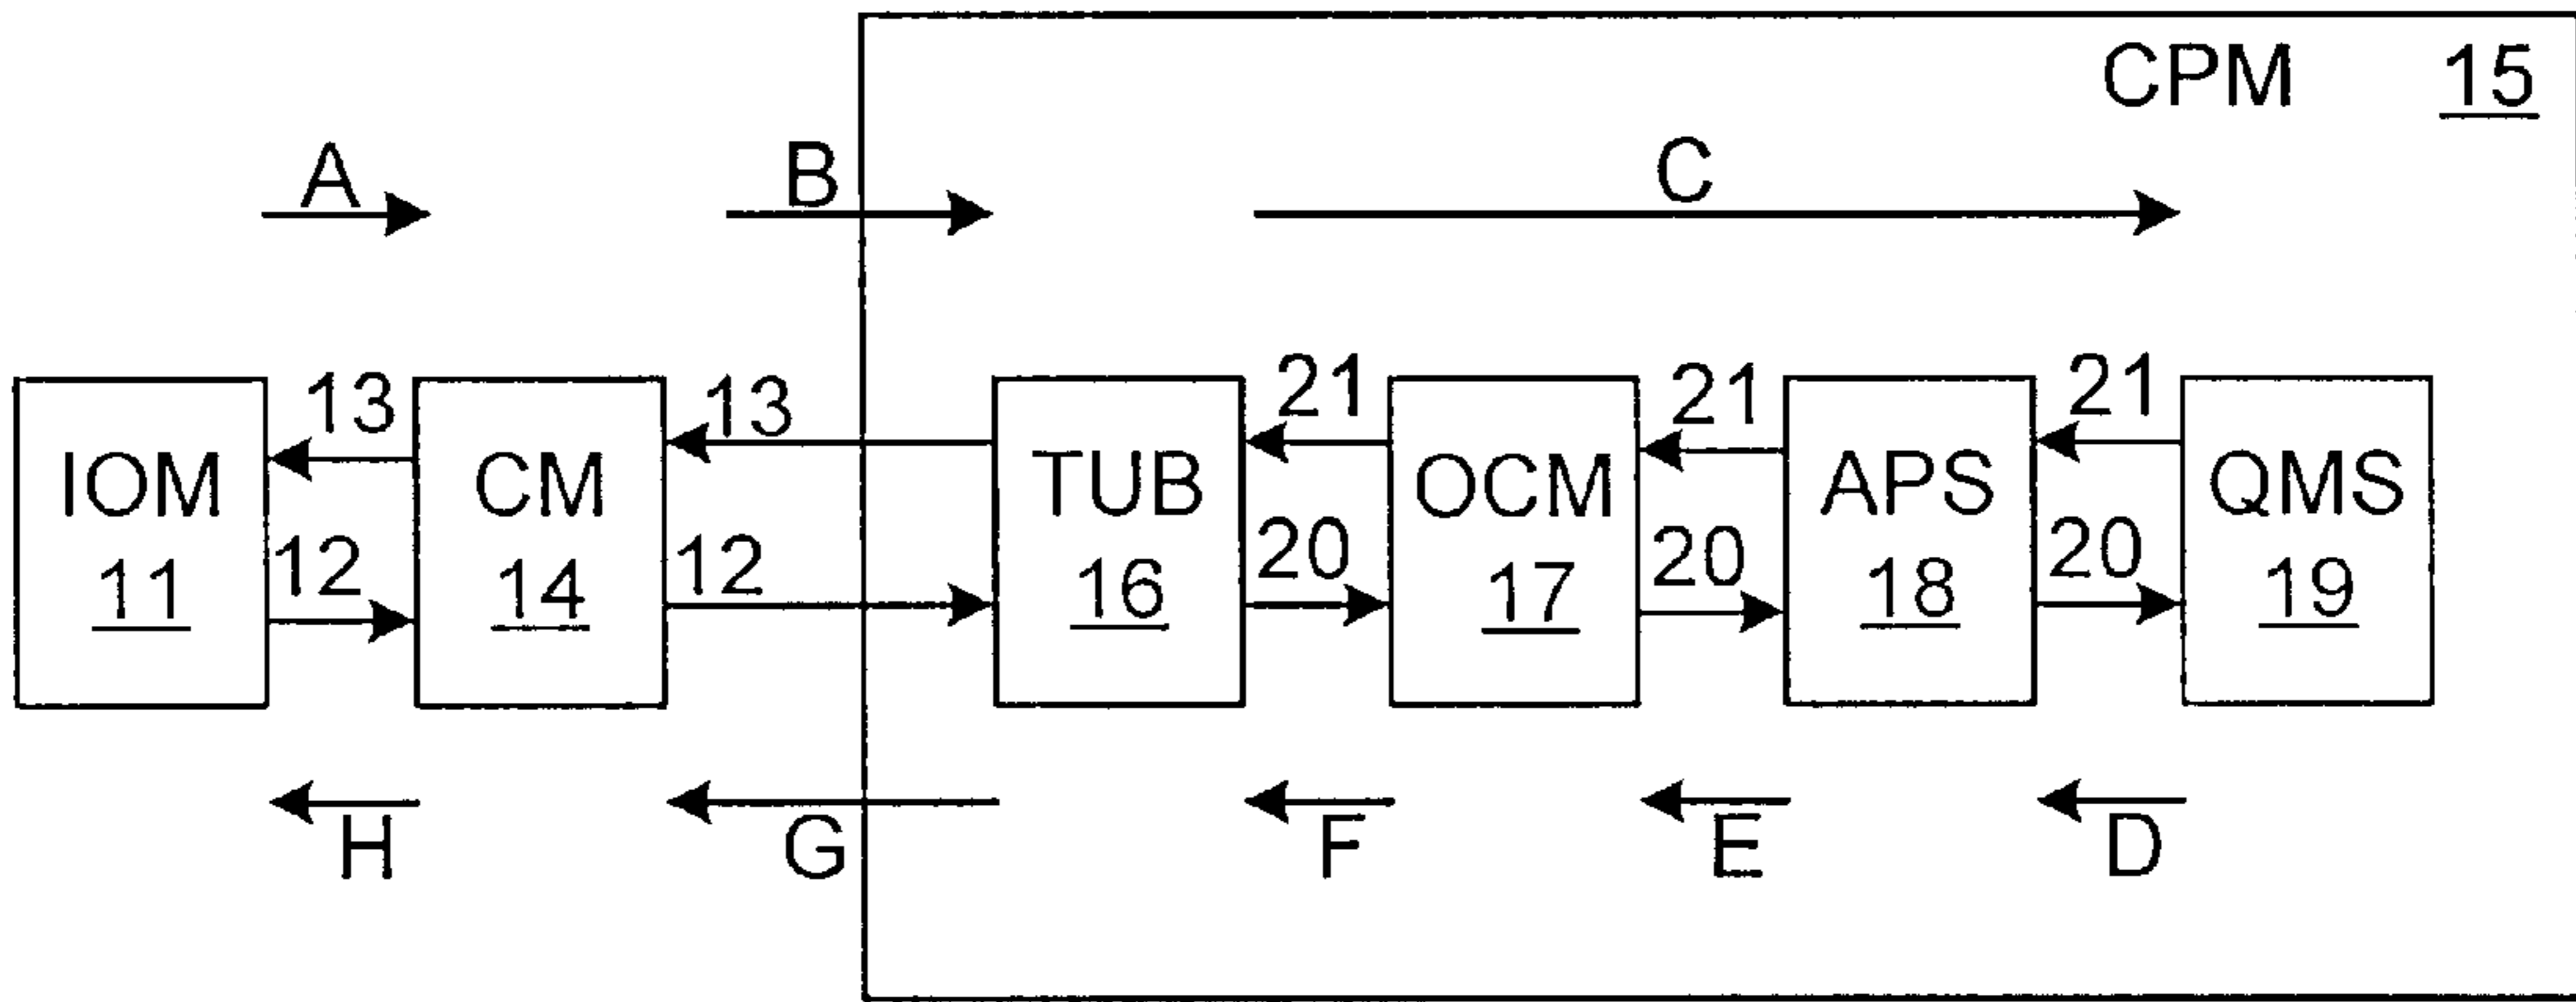 CPM 15
A B C
13 13 21 21 21
IOM CM TUB OCM APS QMS
12 12 20 20 20
11 14 16 17 18 19
H G F E D